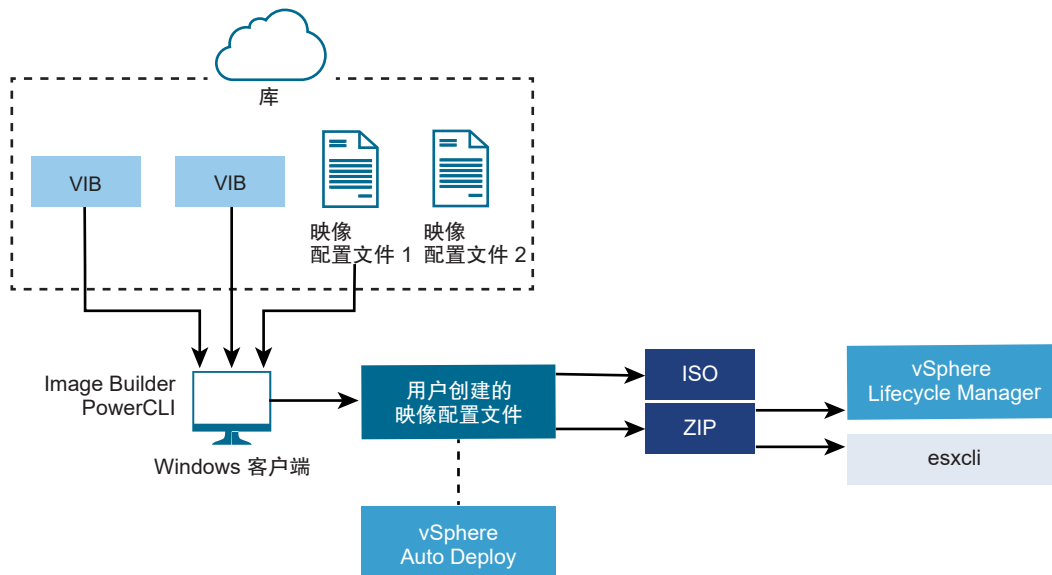 库
VIB
VIB
映像
配置文件 1
映像
配置文件 2
Image Builder
PowerCLI
Windows 客户端
用户创建的
映像配置文件
ISO
ZIP
vSphere
Lifecycle Manager
esxcli
vSphere
Auto Deploy